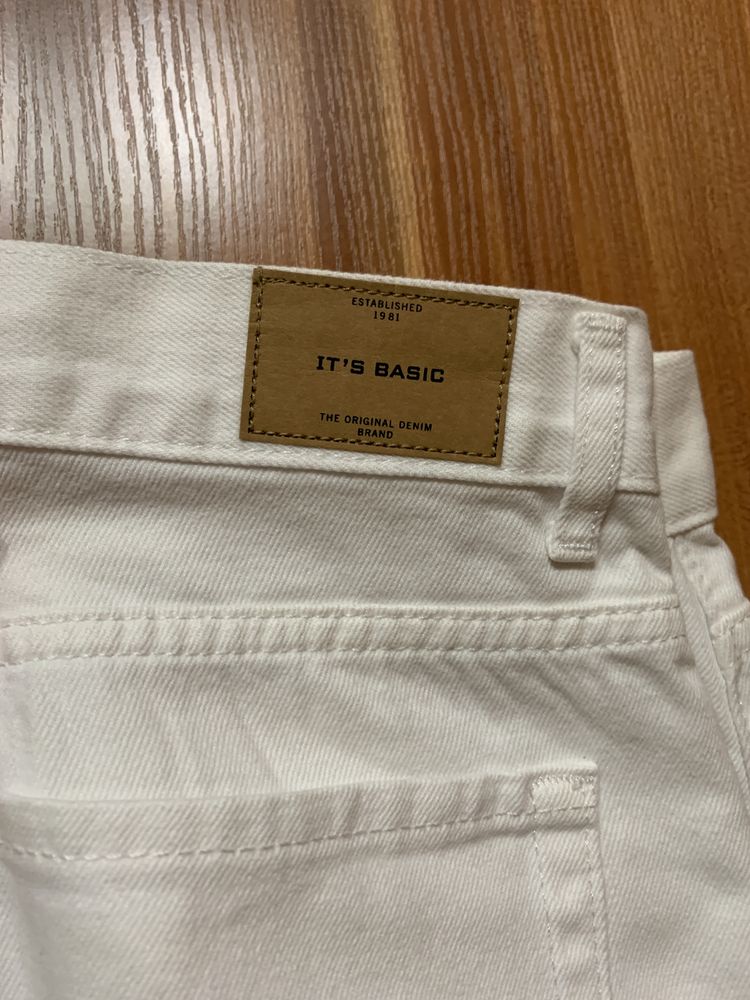 ESTABLISHED
1981
IT'S BASIC
THE ORIGINAL DENIM
BRAND